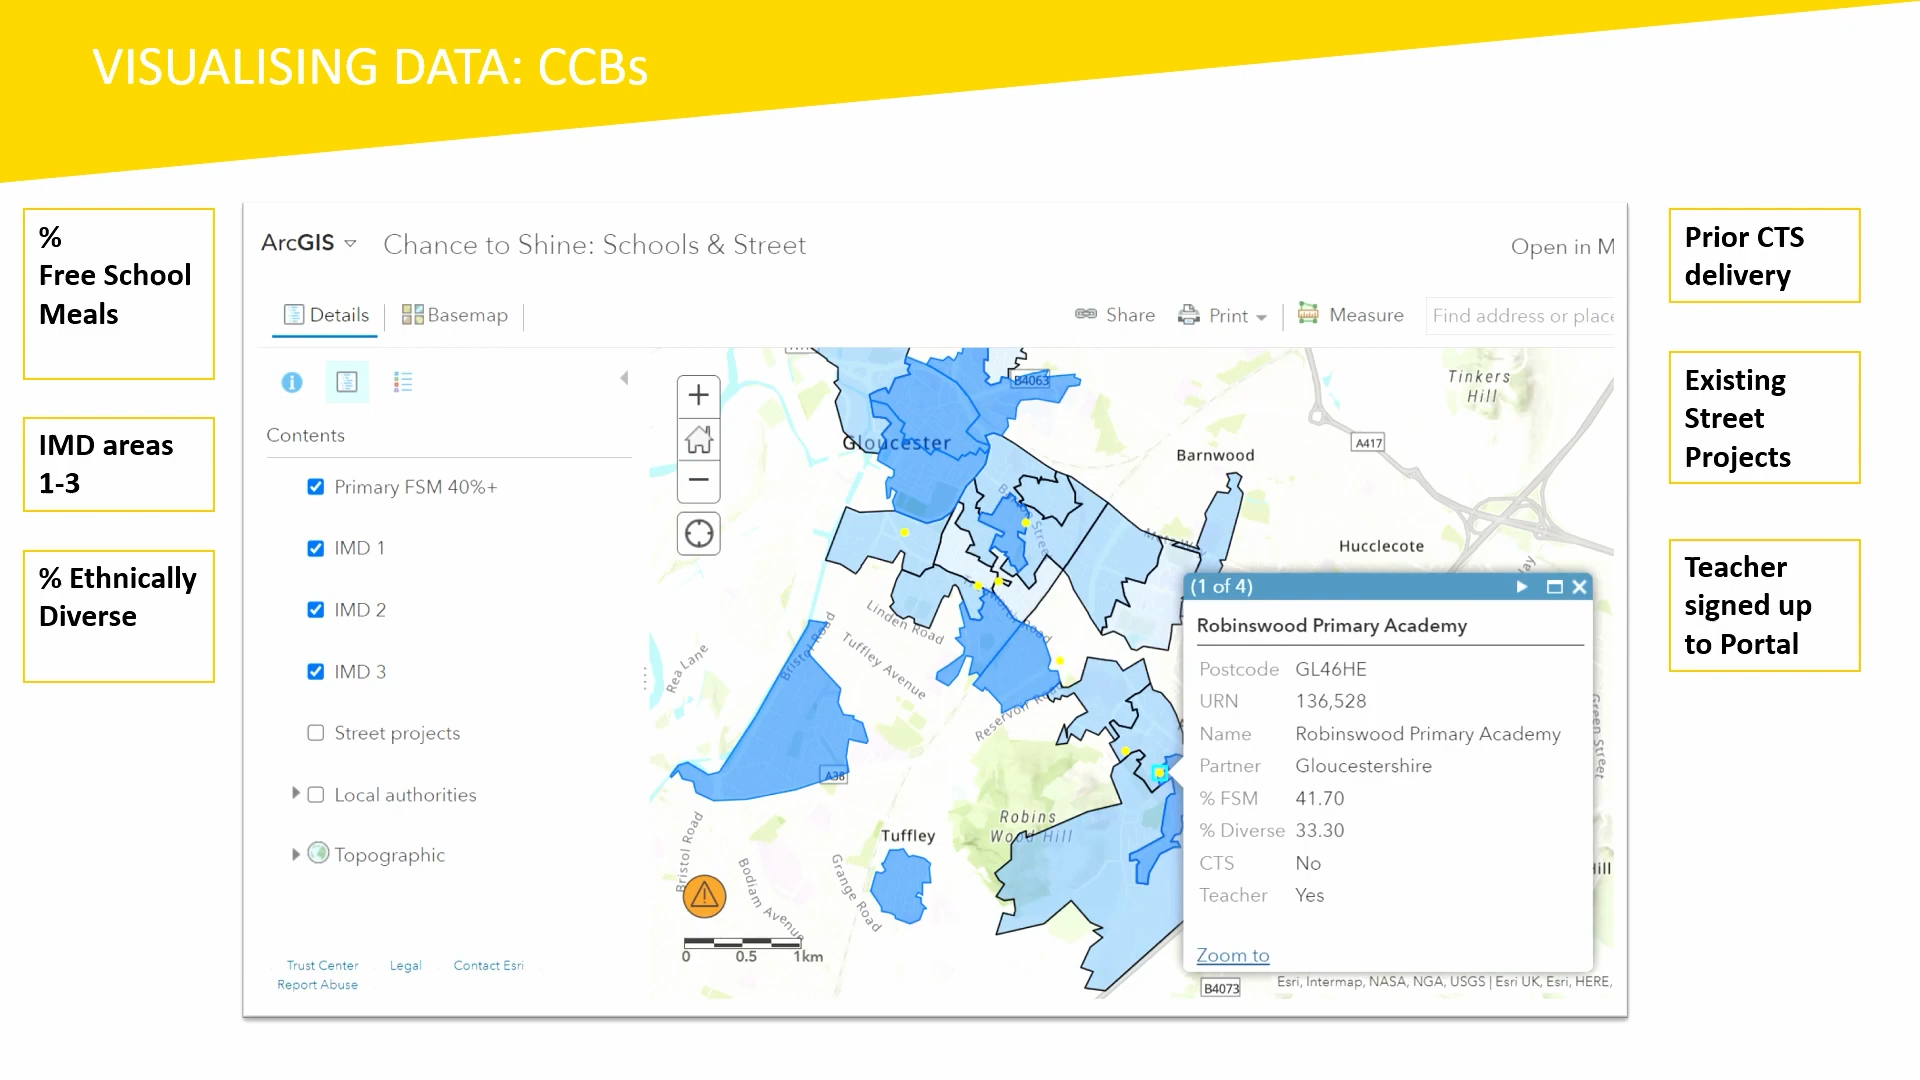 VISUALISING DATA: CCBs
%
Free School
Meals
IMD areas
1-3
% Ethnically
Diverse
ArcGIS
Chance to Shine: Schools & Street
Open in M
Details
Basemap
Share
Print
Measure
Find address or place
Contents
Primary FSM 40%+
IMD 1
IMD 2
IMD 3
Street projects
Local authorities
Topographic
Trust Center
Legal
Contact Esri
Report Abuse
B4063
Tinkers
Hill
Gloucester
A417
Barnwood
Hucclecote
Linden Road
Bristol Road
Tuffley Avenue
Rea Lane
A38
Robins
Wood Hill
Tuffley
Bristol Road
Bodiam Avenue
Grange Road
Green Street
0 0.5 1km
B4073
(1 of 4)
Robinswood Primary Academy
Postcode GL46HE
URN 136,528
Name Robinswood Primary Academy
Partner Gloucestershire
% FSM 41.70
% Diverse 33.30
CTS No
Teacher Yes
Zoom to
Esri, Intermap, NASA, NGA, USGS | Esri UK, Esri, HERE,
Prior CTS
delivery
Existing
Street
Projects
Teacher
signed up
to Portal